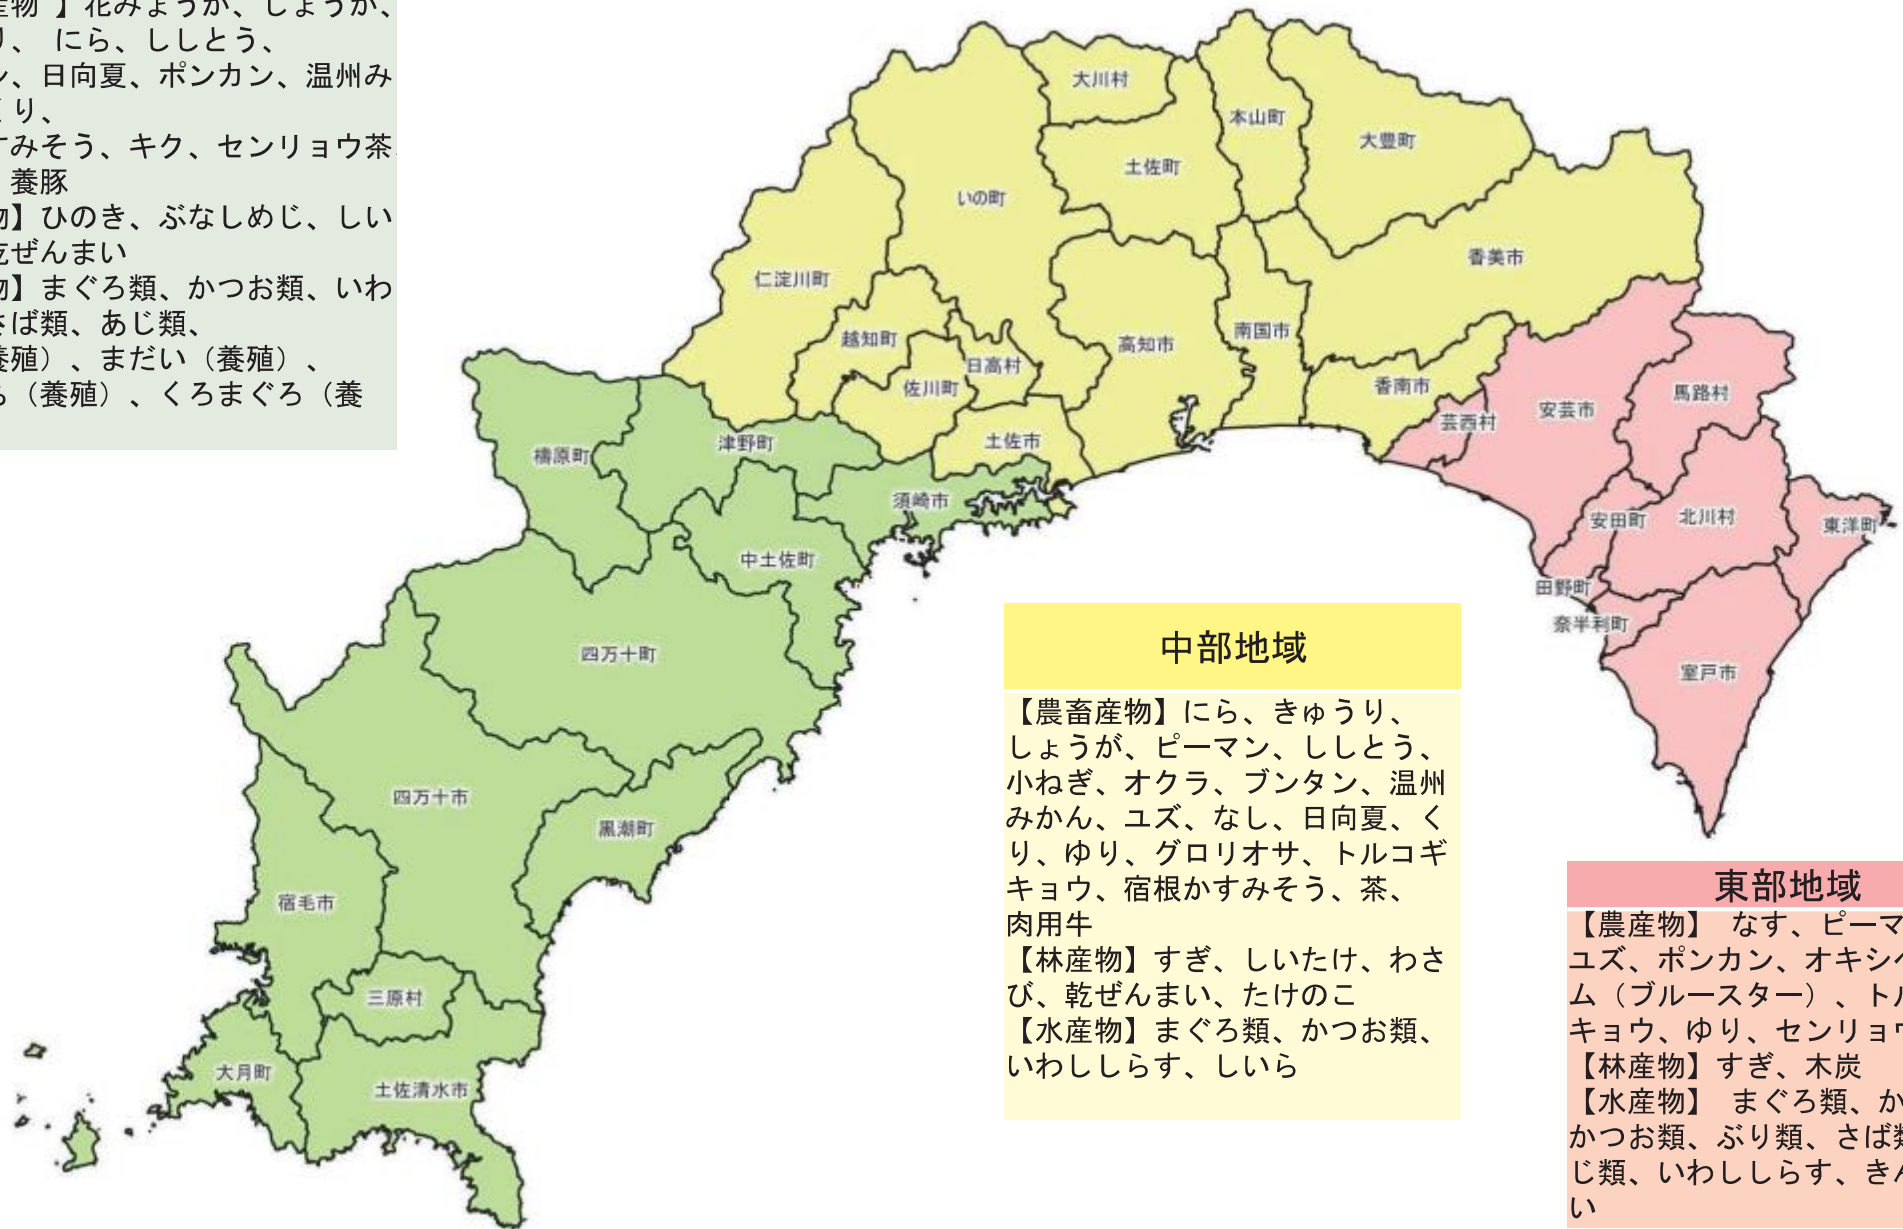 産物 】花みょうが、しょうが、
り、 にら、ししとう、
ン、日向夏、ポンカン、温州み
くり、
すみそう、キク、センリョウ茶、
養豚
物】ひのき、ぶなしめじ、しい
乾ぜんまい
物】まぐろ類、かつお類、いわ
さば類、あじ類、
養殖）、まだい（養殖）、
ら（養殖）、くろまぐろ（養
大川村
本山町
大豊町
土佐町
いの町
香美市
仁淀川町
南国市
越知町
高知市
日高村
佐川町
香南市
馬路村
安芸市
芸西村
土佐市
津野町
檮原町
須崎市
安田町
北川村
東洋町
中土佐町
田野町
奈半利町
四万十町
室戸市
四万十市
黒潮町
宿毛市
三原村
大月町
土佐清水市
中部地域
【農畜産物】にら、きゅうり、
しょうが、ピーマン、ししとう、
小ねぎ、オクラ、ブンタン、温州
みかん、ユズ、なし、日向夏、く
り、ゆり、グロリオサ、トルコギ
キョウ、宿根かすみそう、茶、
肉用牛
【林産物】すぎ、しいたけ、わさ
び、乾ぜんまい、たけのこ
【水産物】まぐろ類、かつお類、
いわししらす、しいら
東部地域
【農産物】 なす、ピーマ
ユズ、ポンカン、オキシペ
ム（ブルースター）、トル
キョウ、ゆり、センリョウ
【林産物】すぎ、木炭
【水産物】 まぐろ類、か
かつお類、ぶり類、さば類
じ類、いわししらす、きん
い